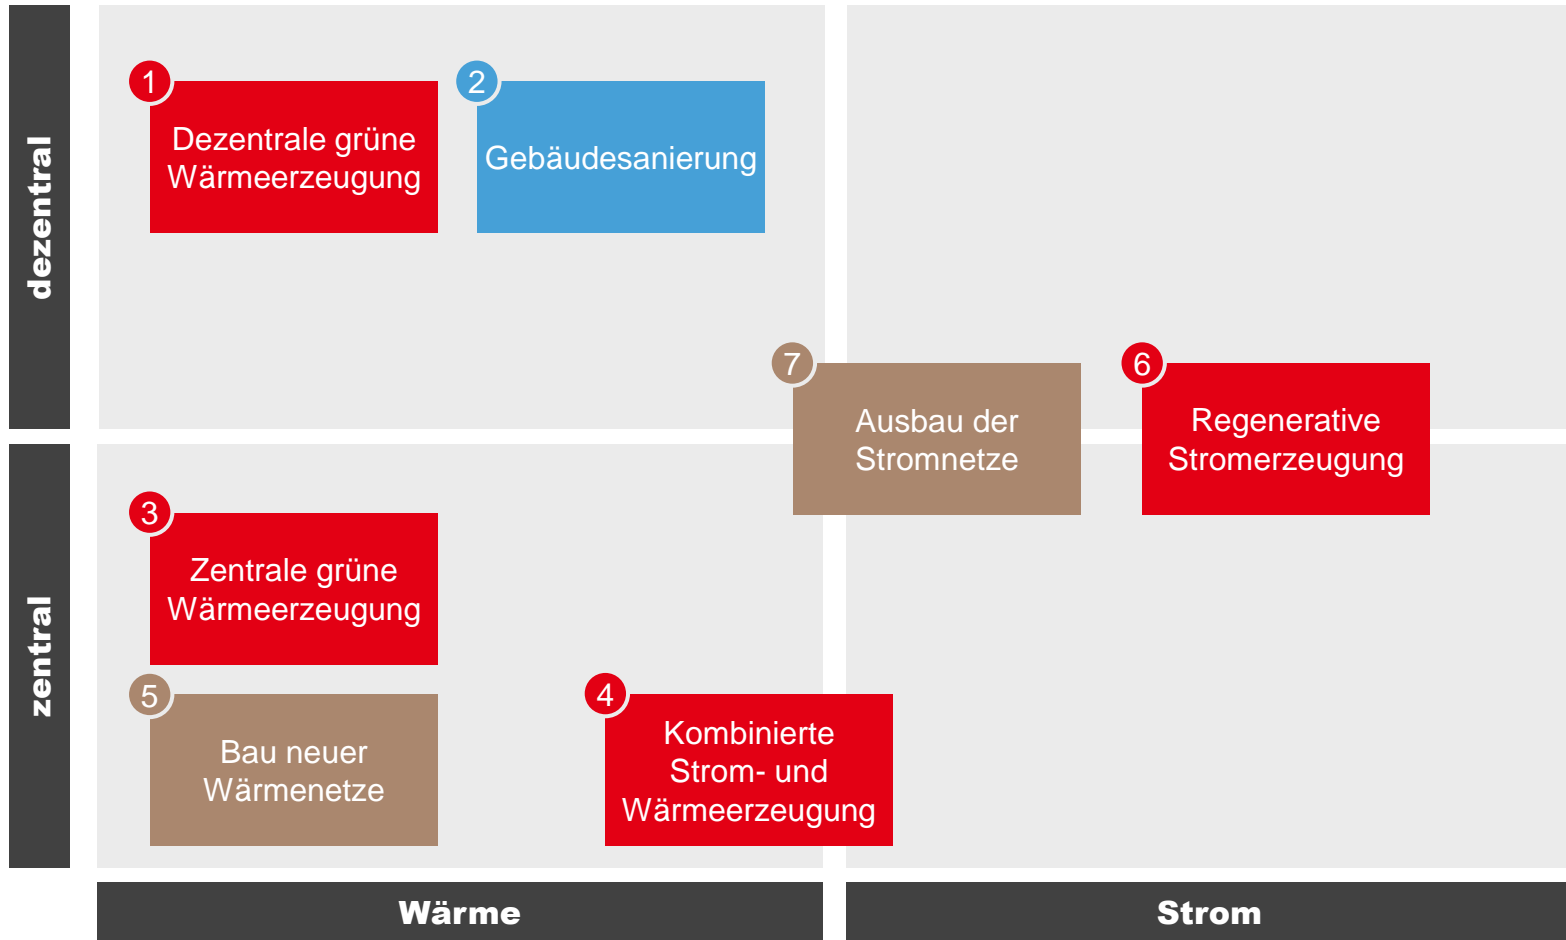 dezentral
1
Dezentrale grüne
Wärmeerzeugung
2
Gebäudesanierung
7
Ausbau der
Stromnetze
6
Regenerative
Stromerzeugung
zentral
3
Zentrale grüne
Wärmeerzeugung
5
Bau neuer
Wärmenetze
4
Kombinierte
Strom- und
Wärmeerzeugung
Wärme
Strom